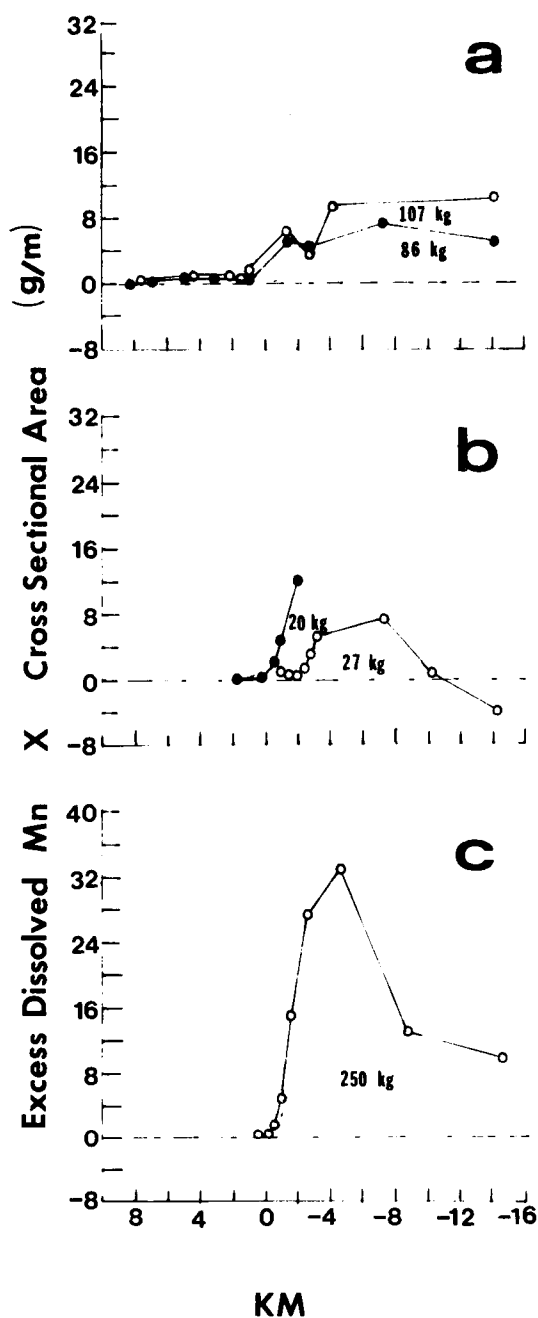 a
32
24
16
8
0
-8
107 kg
86 kg
b
32
24
16
8
0
-8
20 kg
27 kg
c
40
32
24
16
8
0
-8
250 kg
8 4 0 -4 -8 -12 -16
KM
Excess Dissolved Mn X Cross Sectional Area (g/m)